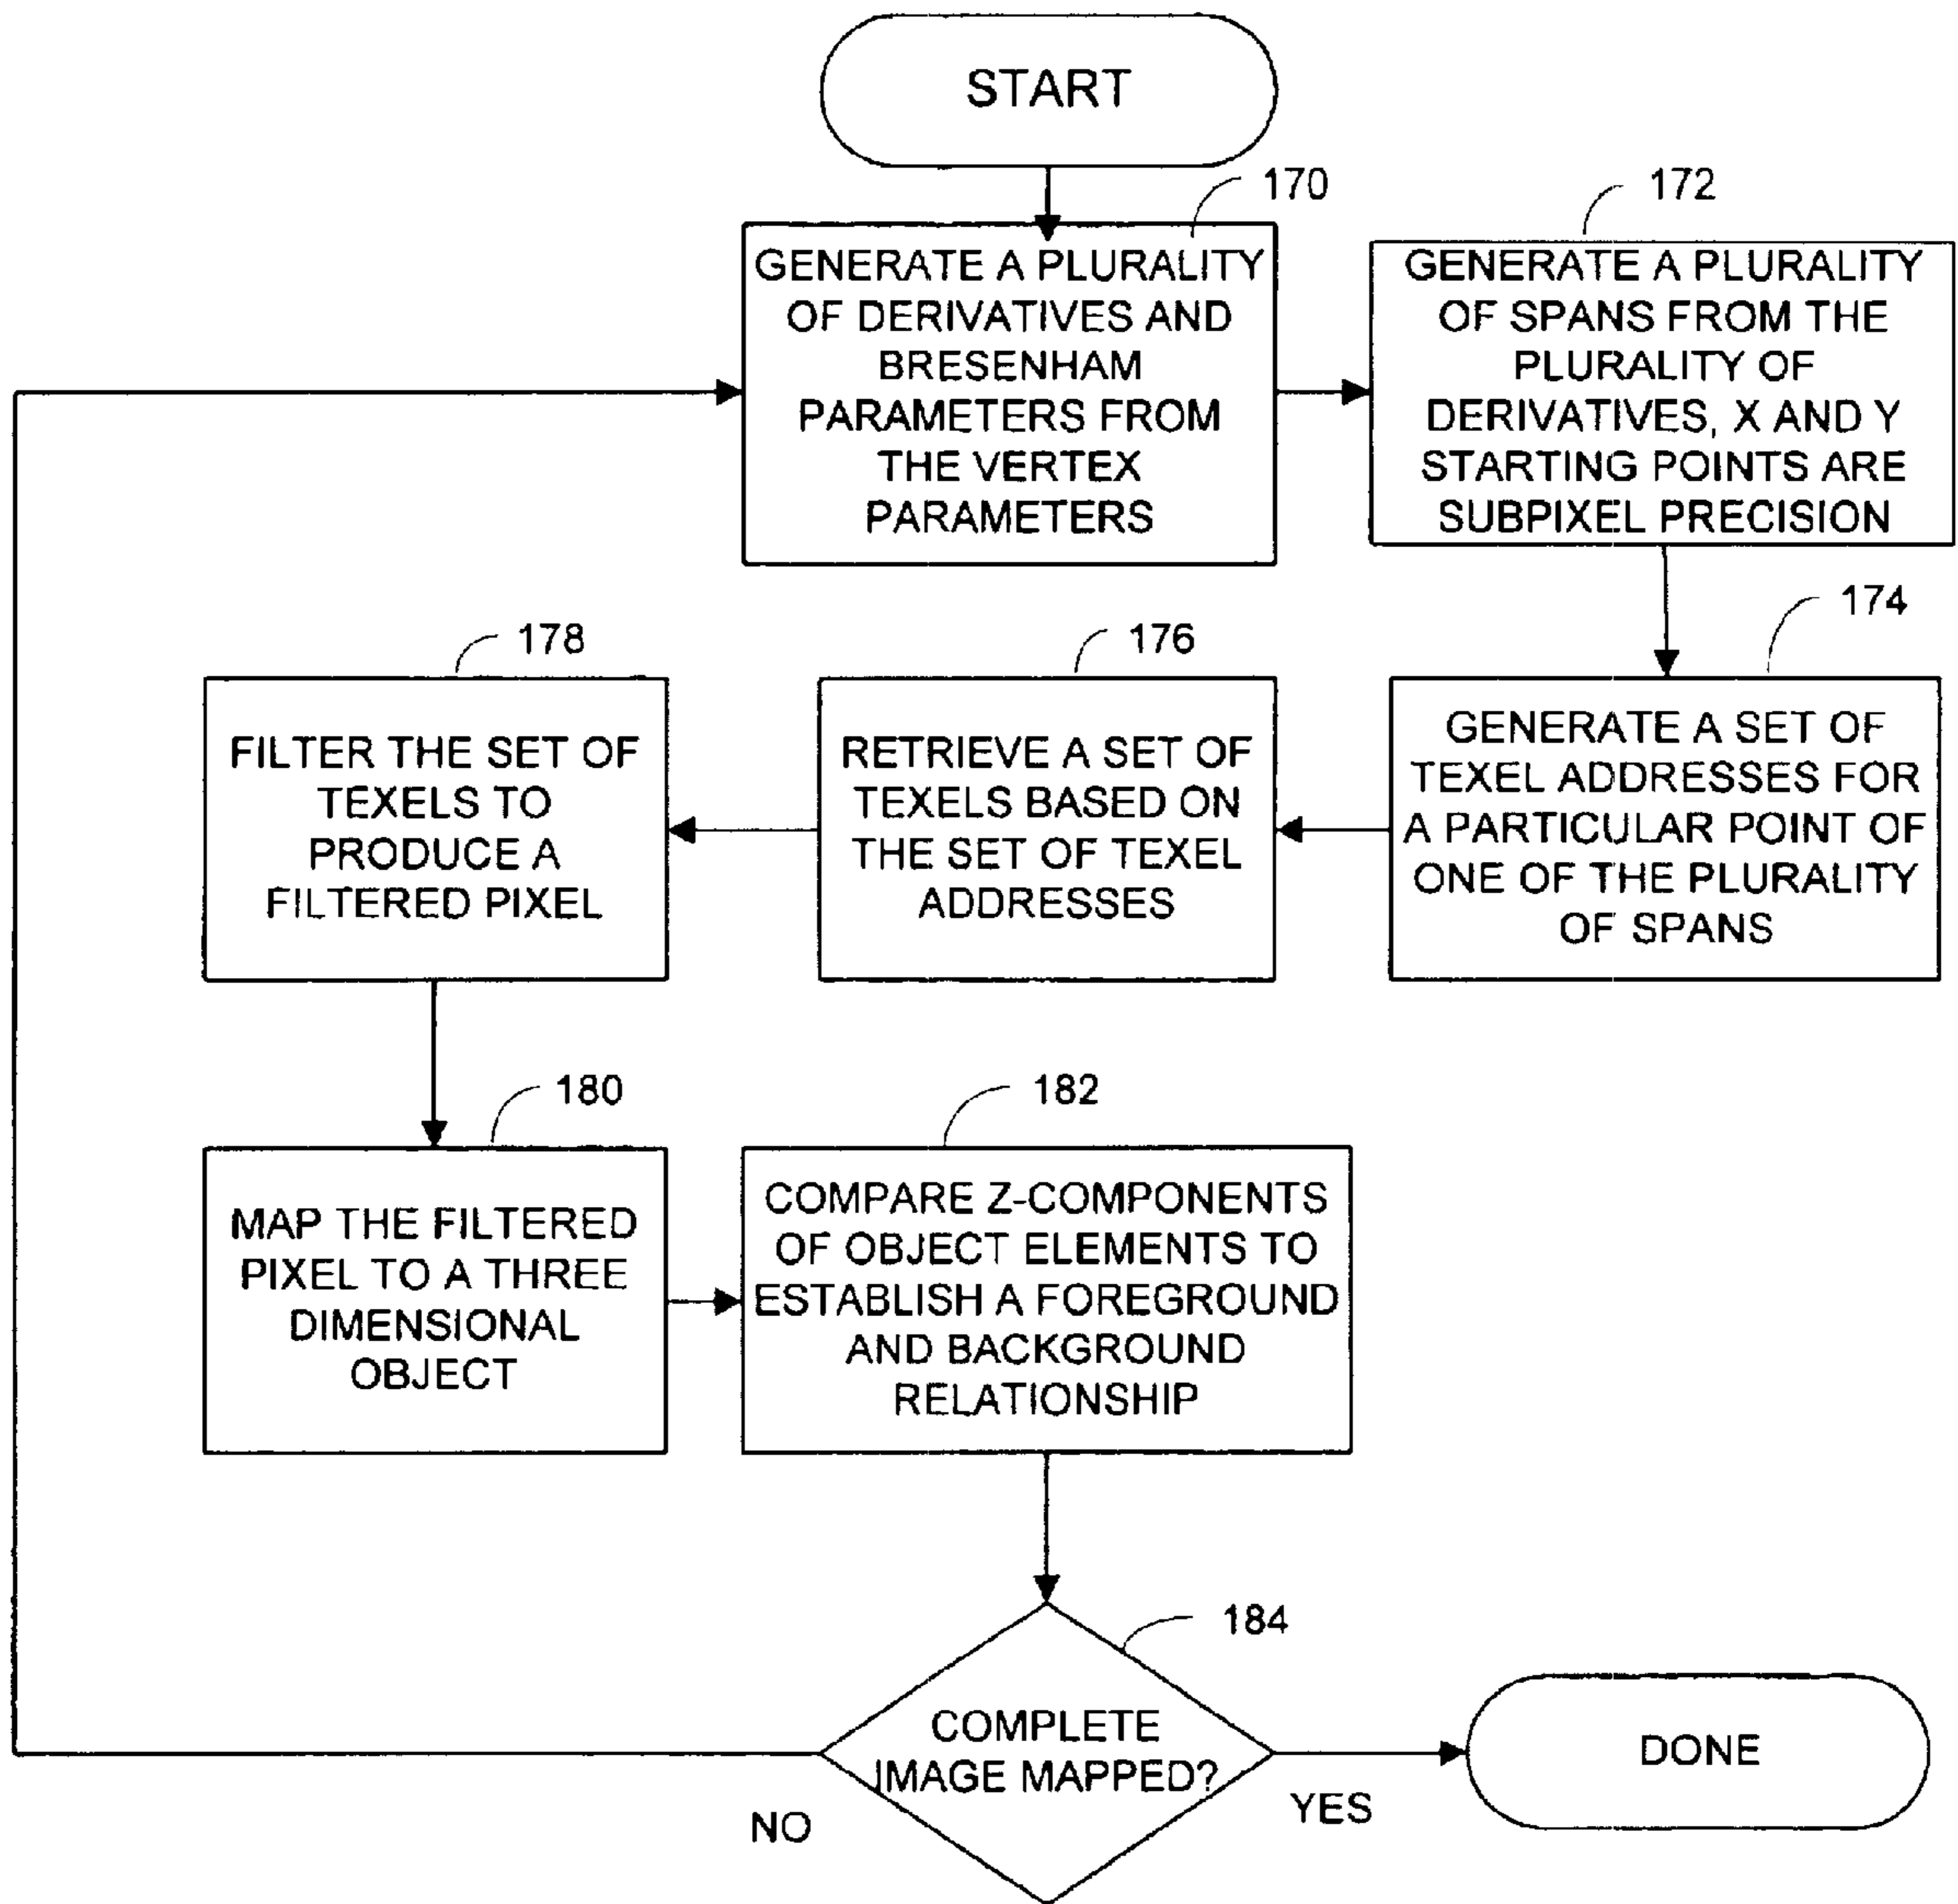 START
170
GENERATE A PLURALITY
OF DERIVATIVES AND
BRESENHAM
PARAMETERS FROM
THE VERTEX
PARAMETERS
172
GENERATE A PLURALITY
OF SPANS FROM THE
PLURALITY OF
DERIVATIVES, X AND Y
STARTING POINTS ARE
SUBPIXEL PRECISION
174
GENERATE A SET OF
TEXEL ADDRESSES FOR
A PARTICULAR POINT OF
ONE OF THE PLURALITY
OF SPANS
176
RETRIEVE A SET OF
TEXELS BASED ON
THE SET OF TEXEL
ADDRESSES
178
FILTER THE SET OF
TEXELS TO
PRODUCE A
FILTERED PIXEL
180
MAP THE FILTERED
PIXEL TO A THREE
DIMENSIONAL
OBJECT
182
COMPARE Z-COMPONENTS
OF OBJECT ELEMENTS TO
ESTABLISH A FOREGROUND
AND BACKGROUND
RELATIONSHIP
184
COMPLETE
IMAGE MAPPED?
NO
YES
DONE